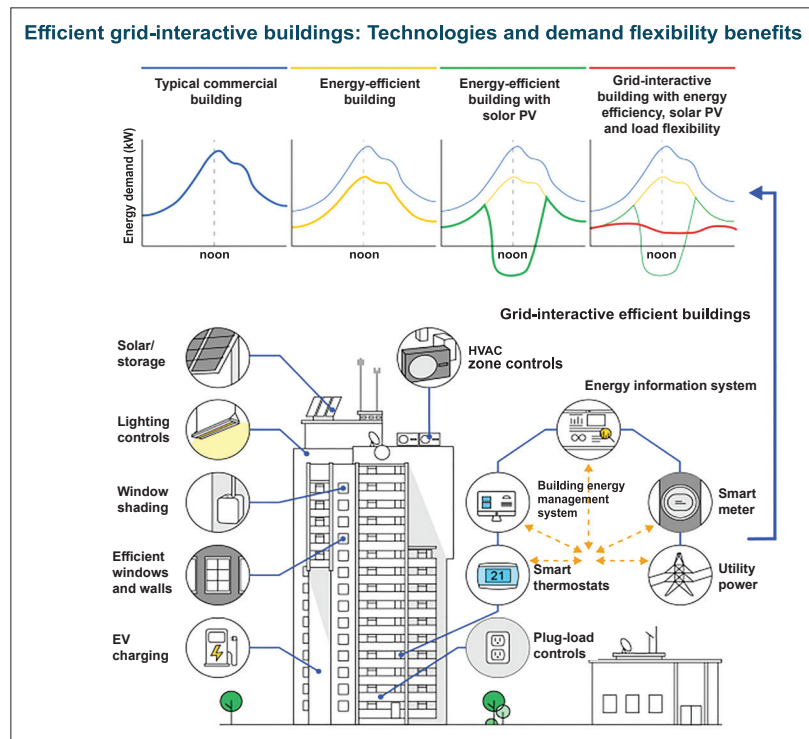 Efficient grid-interactive buildings: Technologies and demand flexibility benefits
Typical commercial
building
Energy-efficient
building
Energy-efficient
building with
solor PV
Grid-interactive
building with energy
efficiency, solar PV
and load flexibility
Energy demand (kW)
noon
noon
noon
noon
Grid-interactive efficient buildings
Solar/
storage
HVAC
zone controls
Energy information system
Lighting
controls
Window
shading
Building energy
management
system
Smart
meter
Efficient
windows
and walls
21
Smart
thermostats
Utility
power
EV
charging
Plug-load
controls